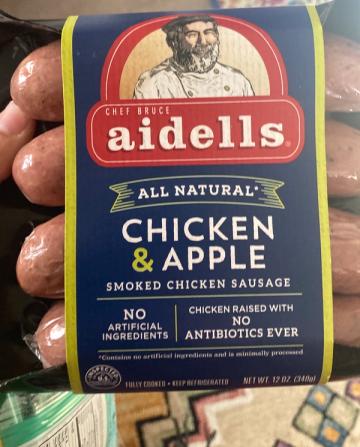 CHEF BRUCE
aidells®
ALL NATURAL*
CHICKEN
& APPLE
SMOKED CHICKEN SAUSAGE
NO
ARTIFICIAL
INGREDIENTS
CHICKEN RAISED WITH
NO
ANTIBIOTICS EVER
*Contains no artificial ingredients and is minimally processed
FULLY COOKED • KEEP REFRIGERATED
NET WT. 12 OZ. (340g)